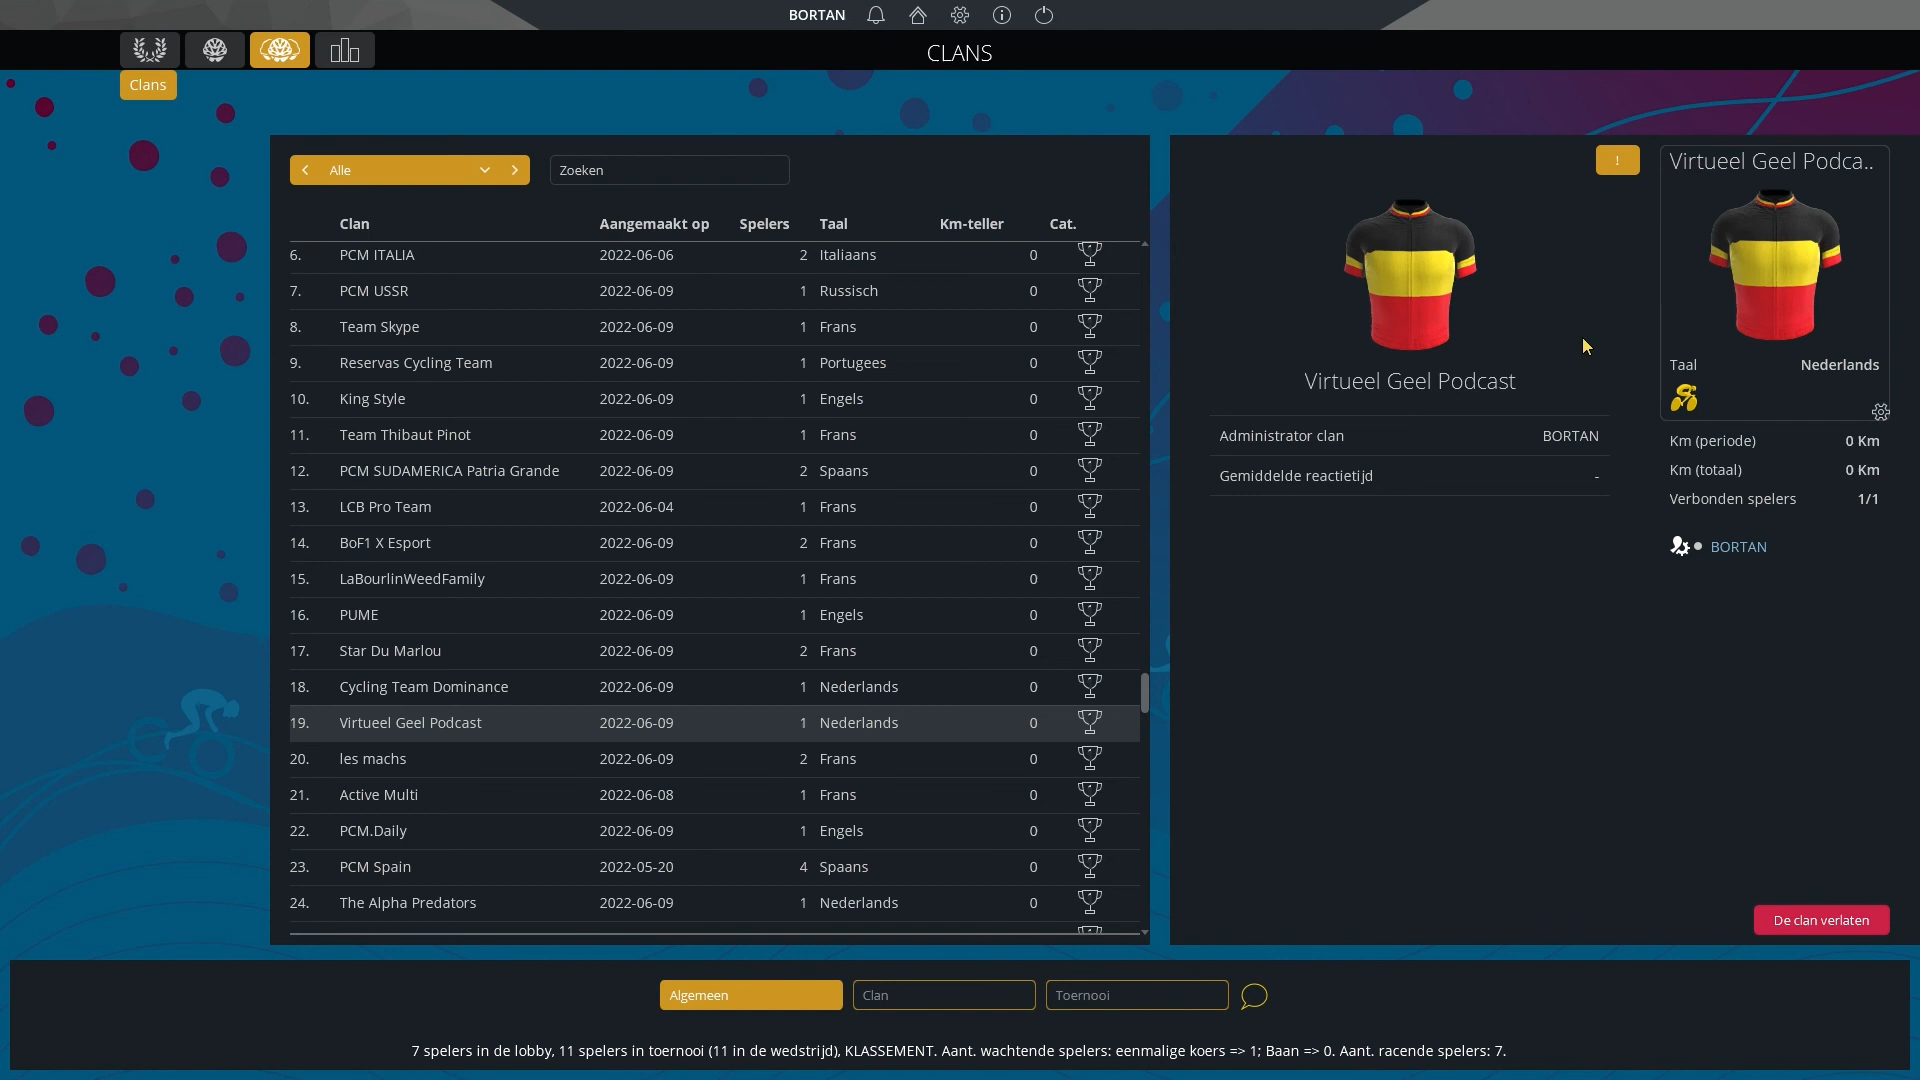 BORTAN
CLANS
Clans
Alle
Zoeken
Clan Aangemaakt op Spelers Taal Km-teller Cat.
6. PCM ITALIA 2022-06-06 2 Italiaans 0
7. PCM USSR 2022-06-09 1 Russisch 0
8. Team Skype 2022-06-09 1 Frans 0
9. Reservas Cycling Team 2022-06-09 1 Portugees 0
10. King Style 2022-06-09 1 Engels 0
11. Team Thibaut Pinot 2022-06-09 1 Frans 0
12. PCM SUDAMERICA Patria Grande 2022-06-09 2 Spaans 0
13. LCB Pro Team 2022-06-04 1 Frans 0
14. BoF1 X Esport 2022-06-09 2 Frans 0
15. LaBourlinWeedFamily 2022-06-09 1 Frans 0
16. PUME 2022-06-09 1 Engels 0
17. Star Du Marlou 2022-06-09 2 Frans 0
18. Cycling Team Dominance 2022-06-09 1 Nederlands 0
19. Virtueel Geel Podcast 2022-06-09 1 Nederlands 0
20. les machs 2022-06-09 2 Frans 0
21. Active Multi 2022-06-08 1 Frans 0
22. PCM.Daily 2022-06-09 1 Engels 0
23. PCM Spain 2022-05-20 4 Spaans 0
24. The Alpha Predators 2022-06-09 1 Nederlands 0
!
Virtueel Geel Podcast
Administrator clan BORTAN
Gemiddelde reactietijd -
Virtueel Geel Podca..
Taal Nederlands
Km (periode) 0 Km
Km (totaal) 0 Km
Verbonden spelers 1/1
BORTAN
De clan verlaten
Algemeen
Clan
Toernooi
7 spelers in de lobby, 11 spelers in toernooi (11 in de wedstrijd), KLASSEMENT. Aant. wachtende spelers: eenmalige koers => 1; Baan => 0. Aant. racende spelers: 7.